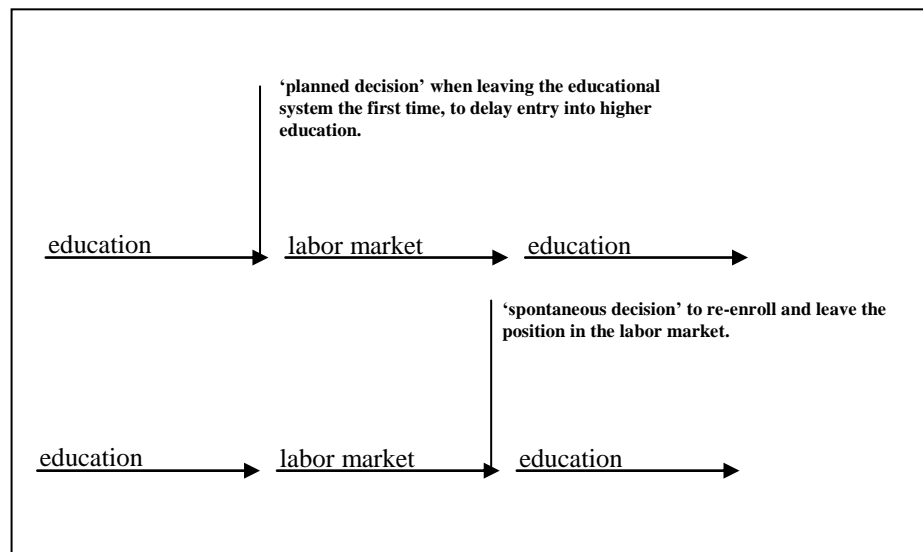 ‘planned decision’ when leaving the educational
system the first time, to delay entry into higher
education.
education
labor market
education
‘spontaneous decision’ to re-enroll and leave the
position in the labor market.
education
labor market
education